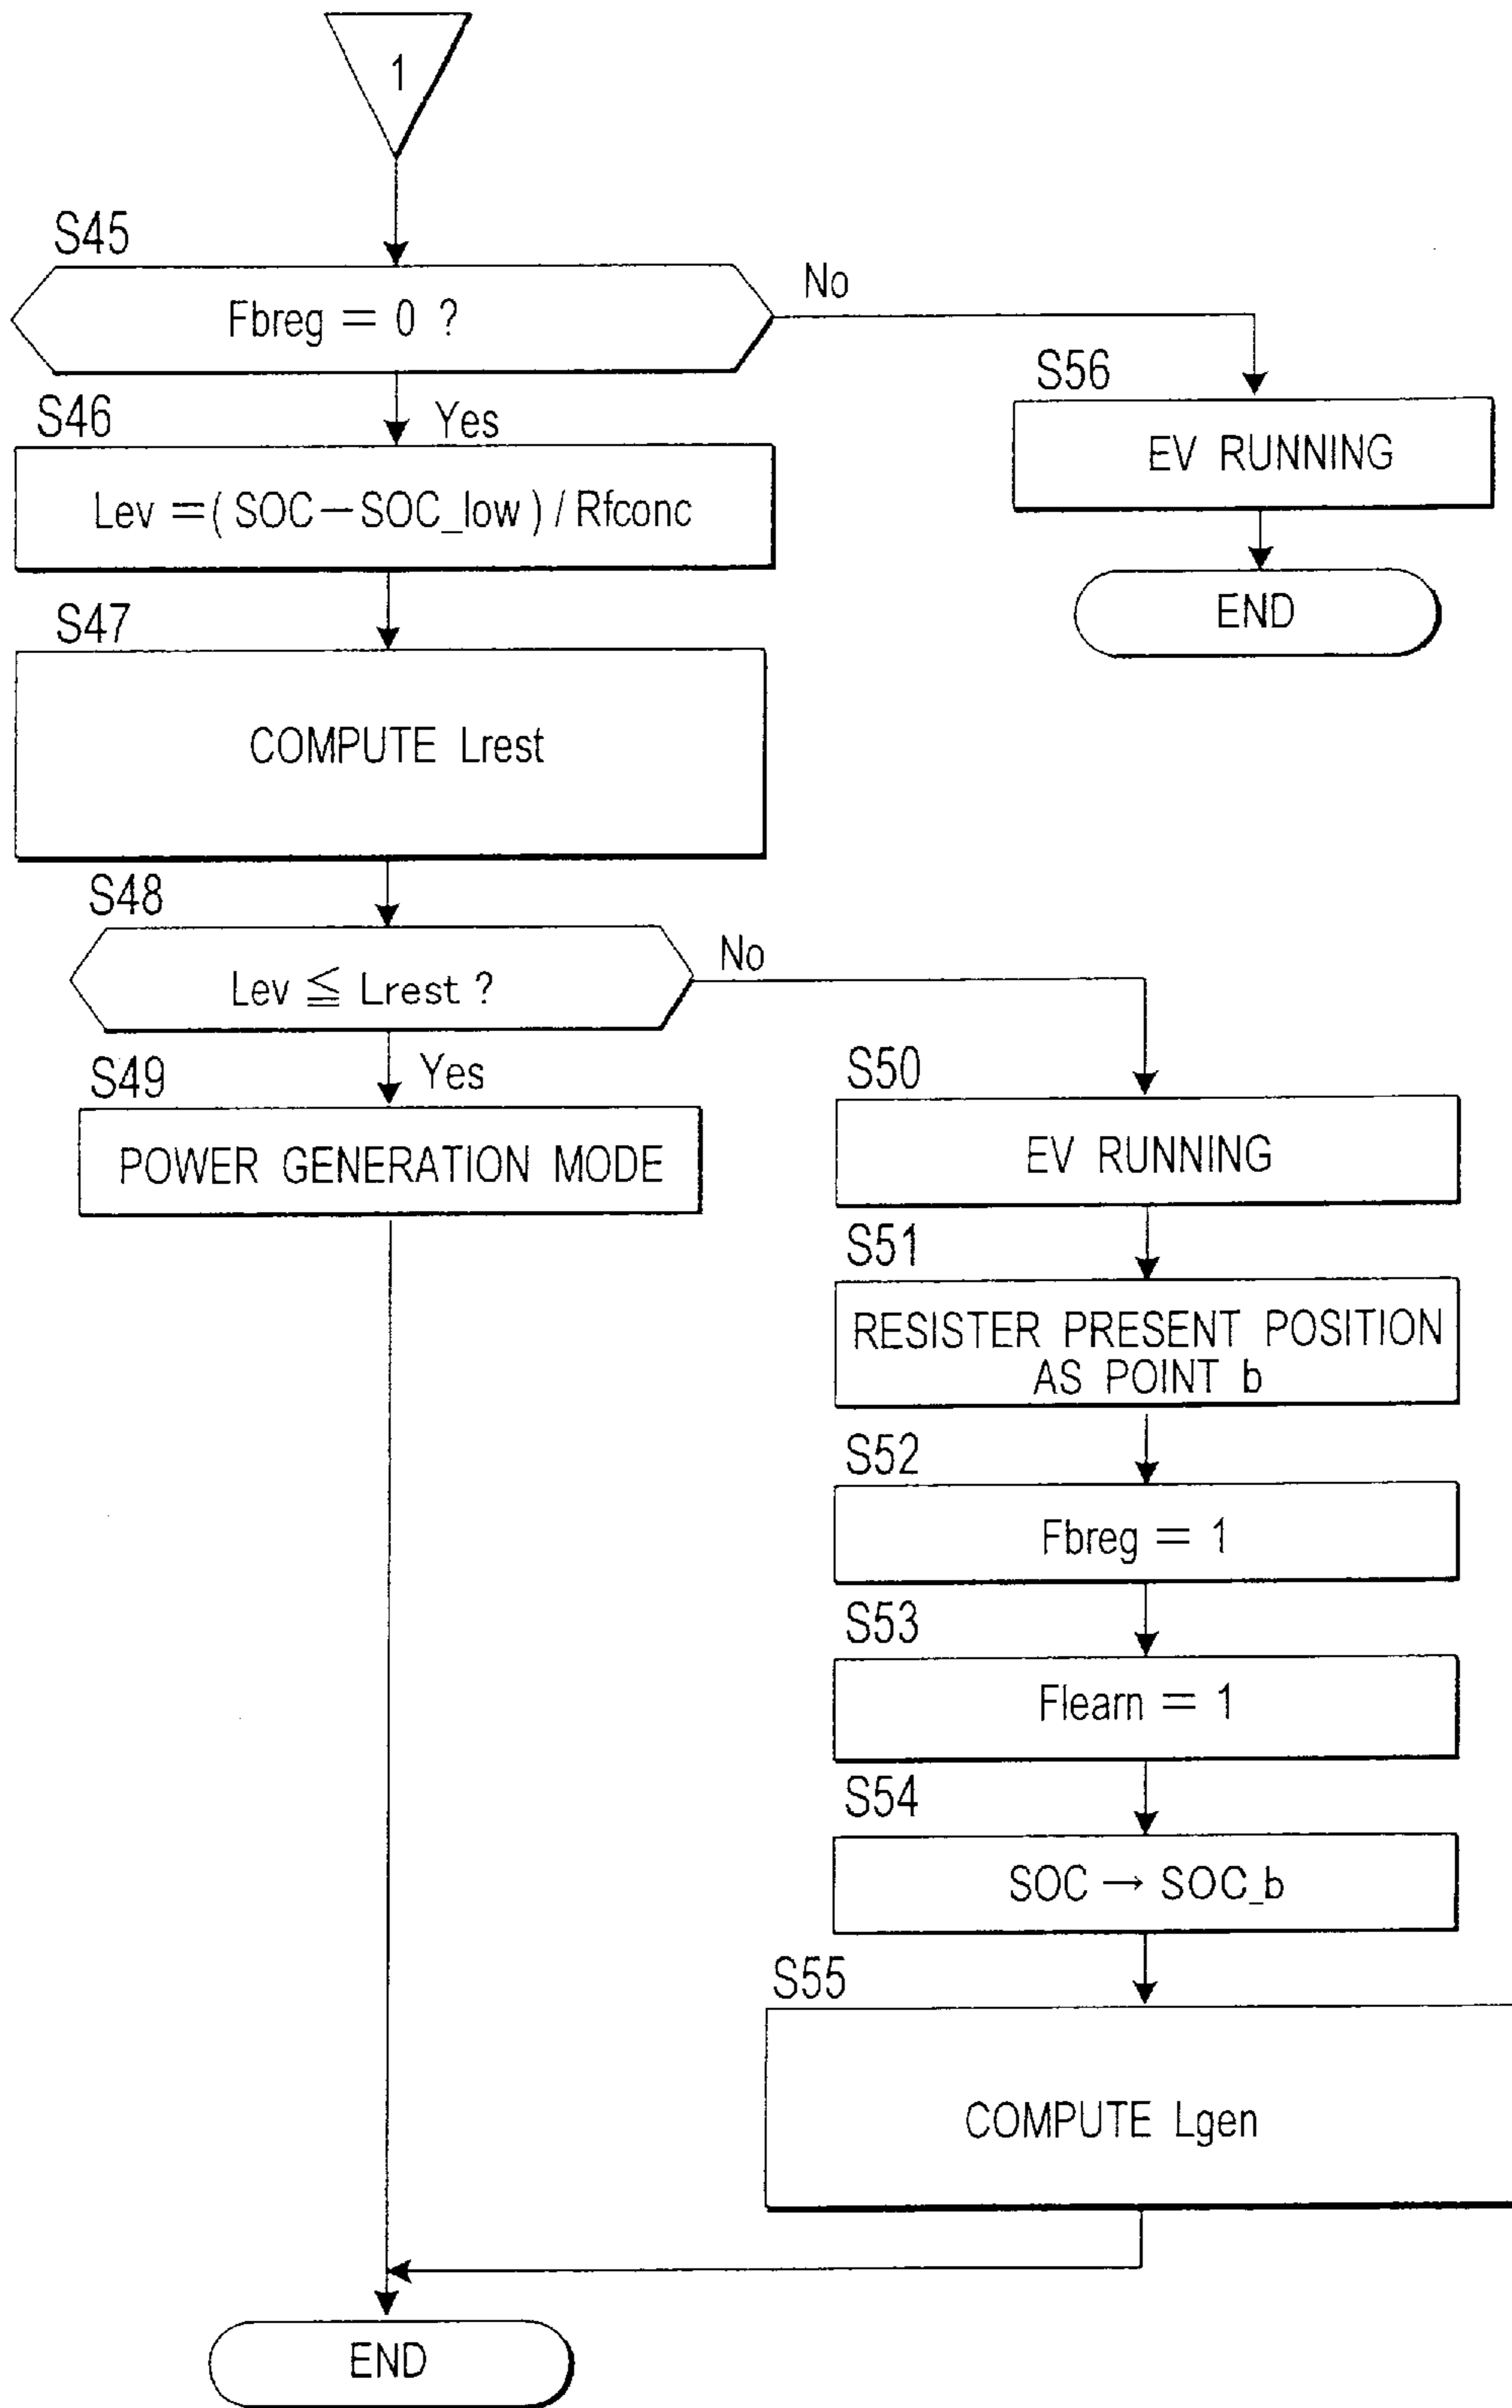 1
S45
Fbreg = 0 ?
No
S56
EV RUNNING
END
Yes
S46
Lev =( SOC－SOC_low ) / Rfconc
S47
COMPUTE Lrest
S48
Lev ≦ Lrest ?
No
Yes
S49
POWER GENERATION MODE
S50
EV RUNNING
S51
RESISTER PRESENT POSITION
AS POINT b
S52
Fbreg = 1
S53
Flearn = 1
S54
SOC → SOC_b
S55
COMPUTE Lgen
END